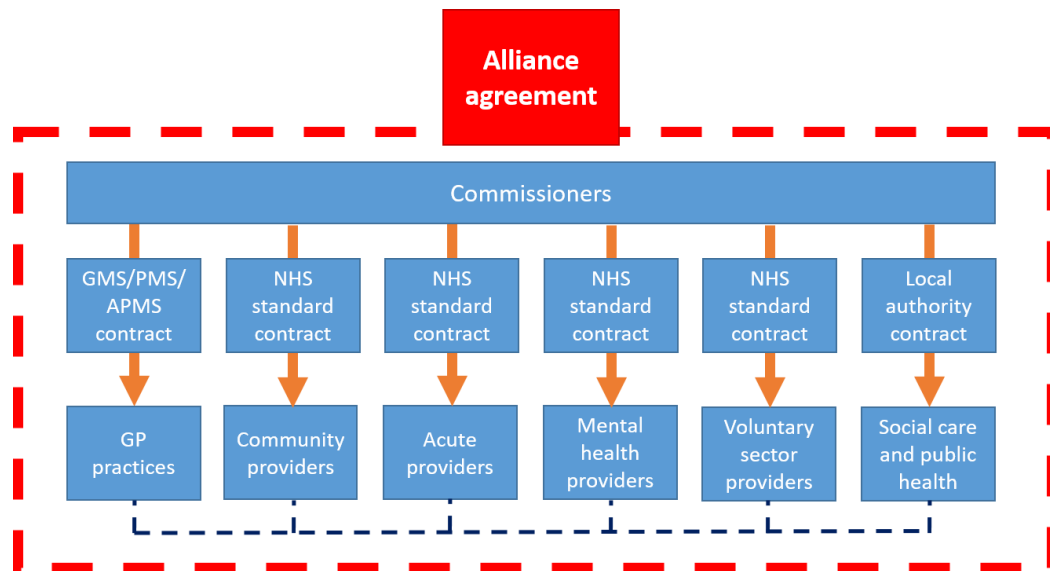 Alliance
agreement
Commissioners
GMS/PMS/
APMS
contract
NHS
standard
contract
NHS
standard
contract
NHS
standard
contract
NHS
standard
contract
Local
authority
contract
GP
practices
Community
providers
Acute
providers
Mental
health
providers
Voluntary
sector
providers
Social care
and public
health